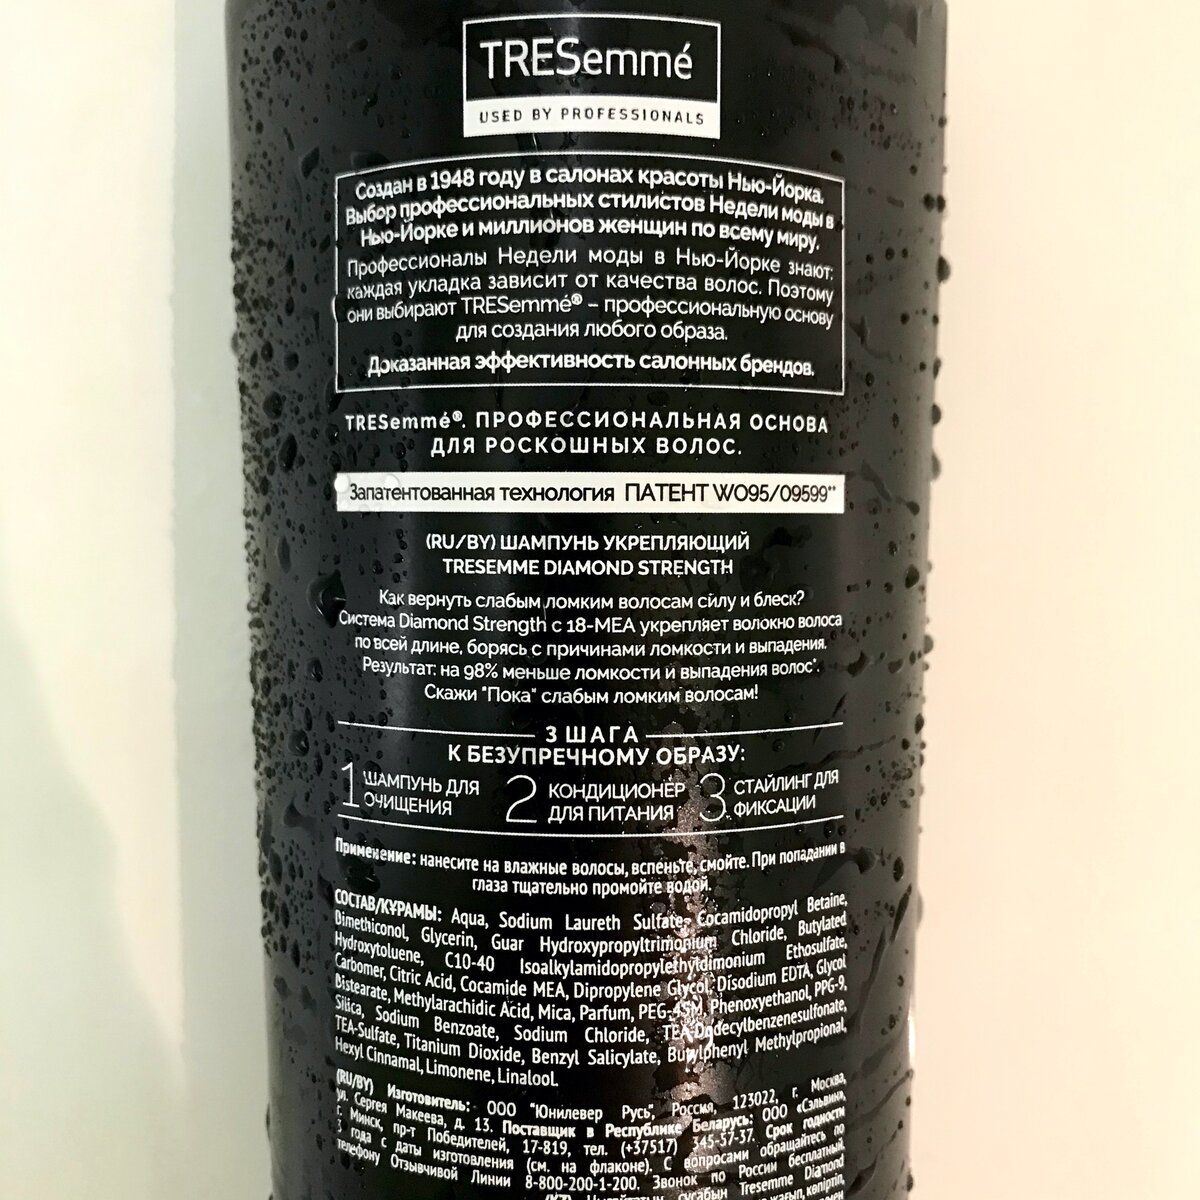 TRESemmé
USED BY PROFESSIONALS
Создан в 1948 году в салонах красоты Нью-Йорка.
Выбор профессиональных стилистов Недели моды в
Нью-Йорке и миллионов женщин по всему миру.
Профессионалы Недели моды в Нью-Йорке знают:
каждая укладка зависит от качества волос. Поэтому
они выбирают TRESemmé® – профессиональную основу
для создания любого образа.
Доказанная эффективность салонных брендов.
TRESemmé®. ПРОФЕССИОНАЛЬНАЯ ОСНОВА
ДЛЯ РОСКОШНЫХ ВОЛОС.
Запатентованная технология ПАТЕНТ WO95/09599**
(RU/BY) ШАМПУНЬ УКРЕПЛЯЮЩИЙ
TRESEMME DIAMOND STRENGTH
Как вернуть слабым ломким волосам силу и блеск?
Система Diamond Strength с 18-MEA укрепляет волокно волоса
по всей длине, борясь с причинами ломкости и выпадения.
Результат: на 98% меньше ломкости и выпадения волос*.
Скажи "Пока" слабым ломким волосам!
3 ШАГА
К БЕЗУПРЕЧНОМУ ОБРАЗУ:
1 ШАМПУНЬ ДЛЯ ОЧИЩЕНИЯ
2 КОНДИЦИОНЕР ДЛЯ ПИТАНИЯ
3 СТАЙЛИНГ ДЛЯ ФИКСАЦИИ
Применение: нанесите на влажные волосы, вспеньте, смойте. При попадании в
глаза тщательно промойте водой.
СОСТАВ/КУРАМЫ: Aqua, Sodium Laureth Sulfate, Cocamidopropyl Betaine,
Dimethiconol, Glycerin, Guar Hydroxypropyltrimonium Chloride, Butylated
Hydroxytoluene, C10-40 Isoalkylamidopropylethyldimonium Ethosulfate,
Carbomer, Citric Acid, Cocamide MEA, Dipropylene Glycol, Disodium EDTA, Glycol
Distearate, Methylarachidic Acid, Mica, Parfum, PEG-45M, Phenoxyethanol, PPG-9,
Silica, Sodium Benzoate, Sodium Chloride, TEA-Dodecylbenzenesulfonate,
TEA-Sulfate, Titanium Dioxide, Benzyl Salicylate, Butylphenyl Methylpropional,
Hexyl Cinnamal, Limonene, Linalool.
(RU/BY) Изготовитель: ООО "Юнилевер Русь", Россия, 123022, г. Москва,
ул. Сергея Макеева, д. 13. Поставщик в Республике Беларусь: ООО «Сэльвин»,
г. Минск, пр-т Победителей, 17-819, тел. (+37517) 345-57-37. Срок годности
3 года с даты изготовления (см. на флаконе). С вопросами обращайтесь по
телефону Отзывчивой Линии 8-800-200-1-200. Звонок по России бесплатный.
(KZ) сусабын Tresemme Diamond